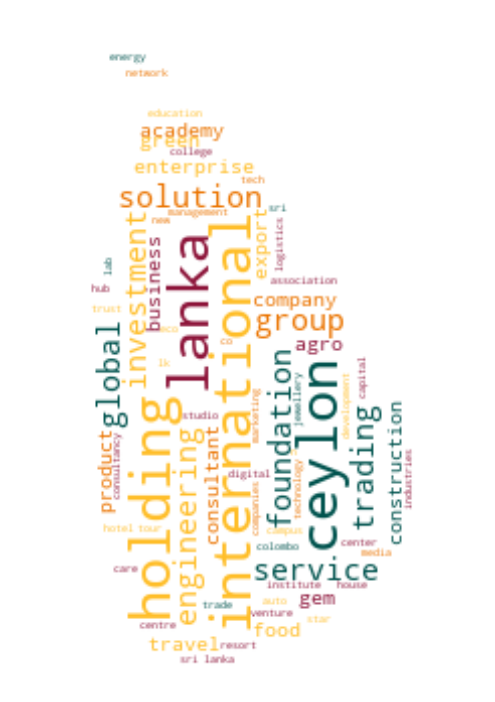 energy
network
education
academy
green
college
enterprise
tech
solution
management
sri
new
investment
lanka
international
export
logistics
business
lab
association
hub
company
trust
global
eco
group
co
agro
lk
foundation
ceylon
capital
jewellery
development
holding
studio
marketing
trading
construction
product
consultancy
engineering
consultant
digital
technology
industries
companies
hotel
tour
campus
colombo
center
media
care
service
institute
house
trade
auto
gem
venture
star
centre
food
travel
resort
sri lanka